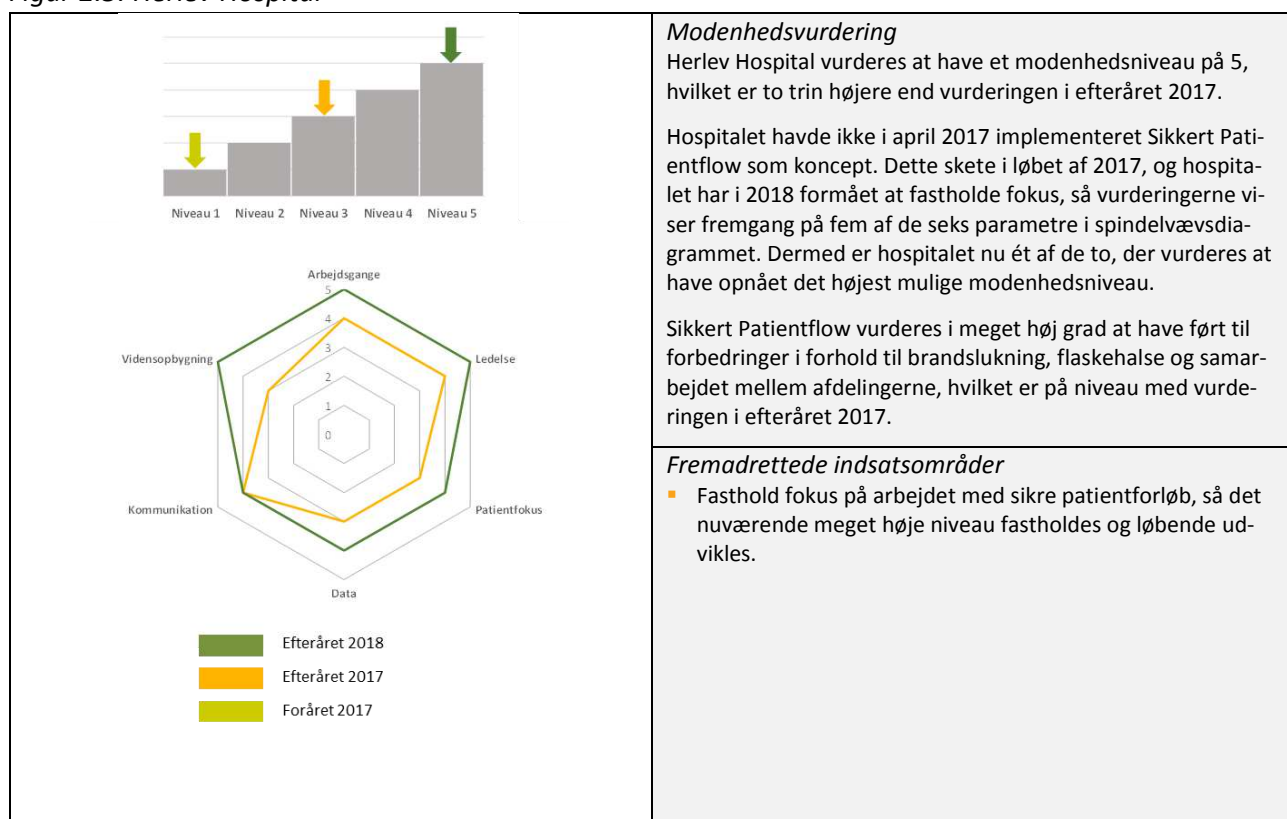 Modenhedsvurdering
Herlev Hospital vurderes at have et modenhedsniveau på 5,
hvilket er to trin højere end vurderingen i efteråret 2017.
Hospitalet havde ikke i april 2017 implementeret Sikkert Pati-
entflow som koncept. Dette skete i løbet af 2017, og hospita-
let har i 2018 formået at fastholde fokus, så vurderingerne vi-
ser fremgang på fem af de seks parametre i spindelvævsdia-
grammet. Dermed er hospitalet nu ét af de to, der vurderes at
have opnået det højest mulige modenhedsniveau.
Sikkert Patientflow vurderes i meget høj grad at have ført til
forbedringer i forhold til brandslukning, flaskehalse og samar-
bejdet mellem afdelingerne, hvilket er på niveau med vurde-
ringen i efteråret 2017.
Fremadrettede indsatsområder
▪ Fasthold fokus på arbejdet med sikre patientforløb, så det
nuværende meget høje niveau fastholdes og løbende ud-
vikles.
Niveau 1 Niveau 2 Niveau 3 Niveau 4 Niveau 5
Arbejdsgange
5
4
3
2
1
0
Vidensopbygning
Ledelse
Kommunikation
Patientfokus
Data
Efteråret 2018
Efteråret 2017
Foråret 2017